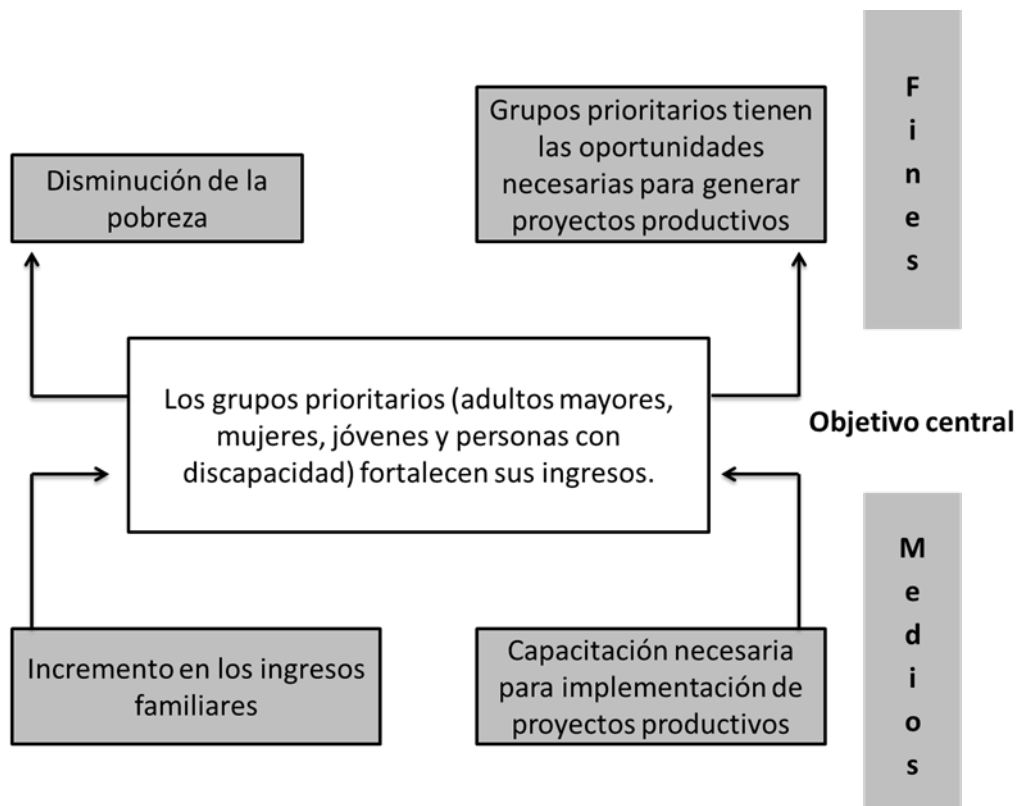 Grupos prioritarios tienen
las oportunidades
necesarias para generar
proyectos productivos
Disminución de la
pobreza
F
i
n
e
s
Los grupos prioritarios (adultos mayores,
mujeres, jóvenes y personas con
discapacidad) fortalecen sus ingresos.
Objetivo central
Incremento en los ingresos
familiares
Capacitación necesaria
para implementación de
proyectos productivos
M
e
d
i
o
s